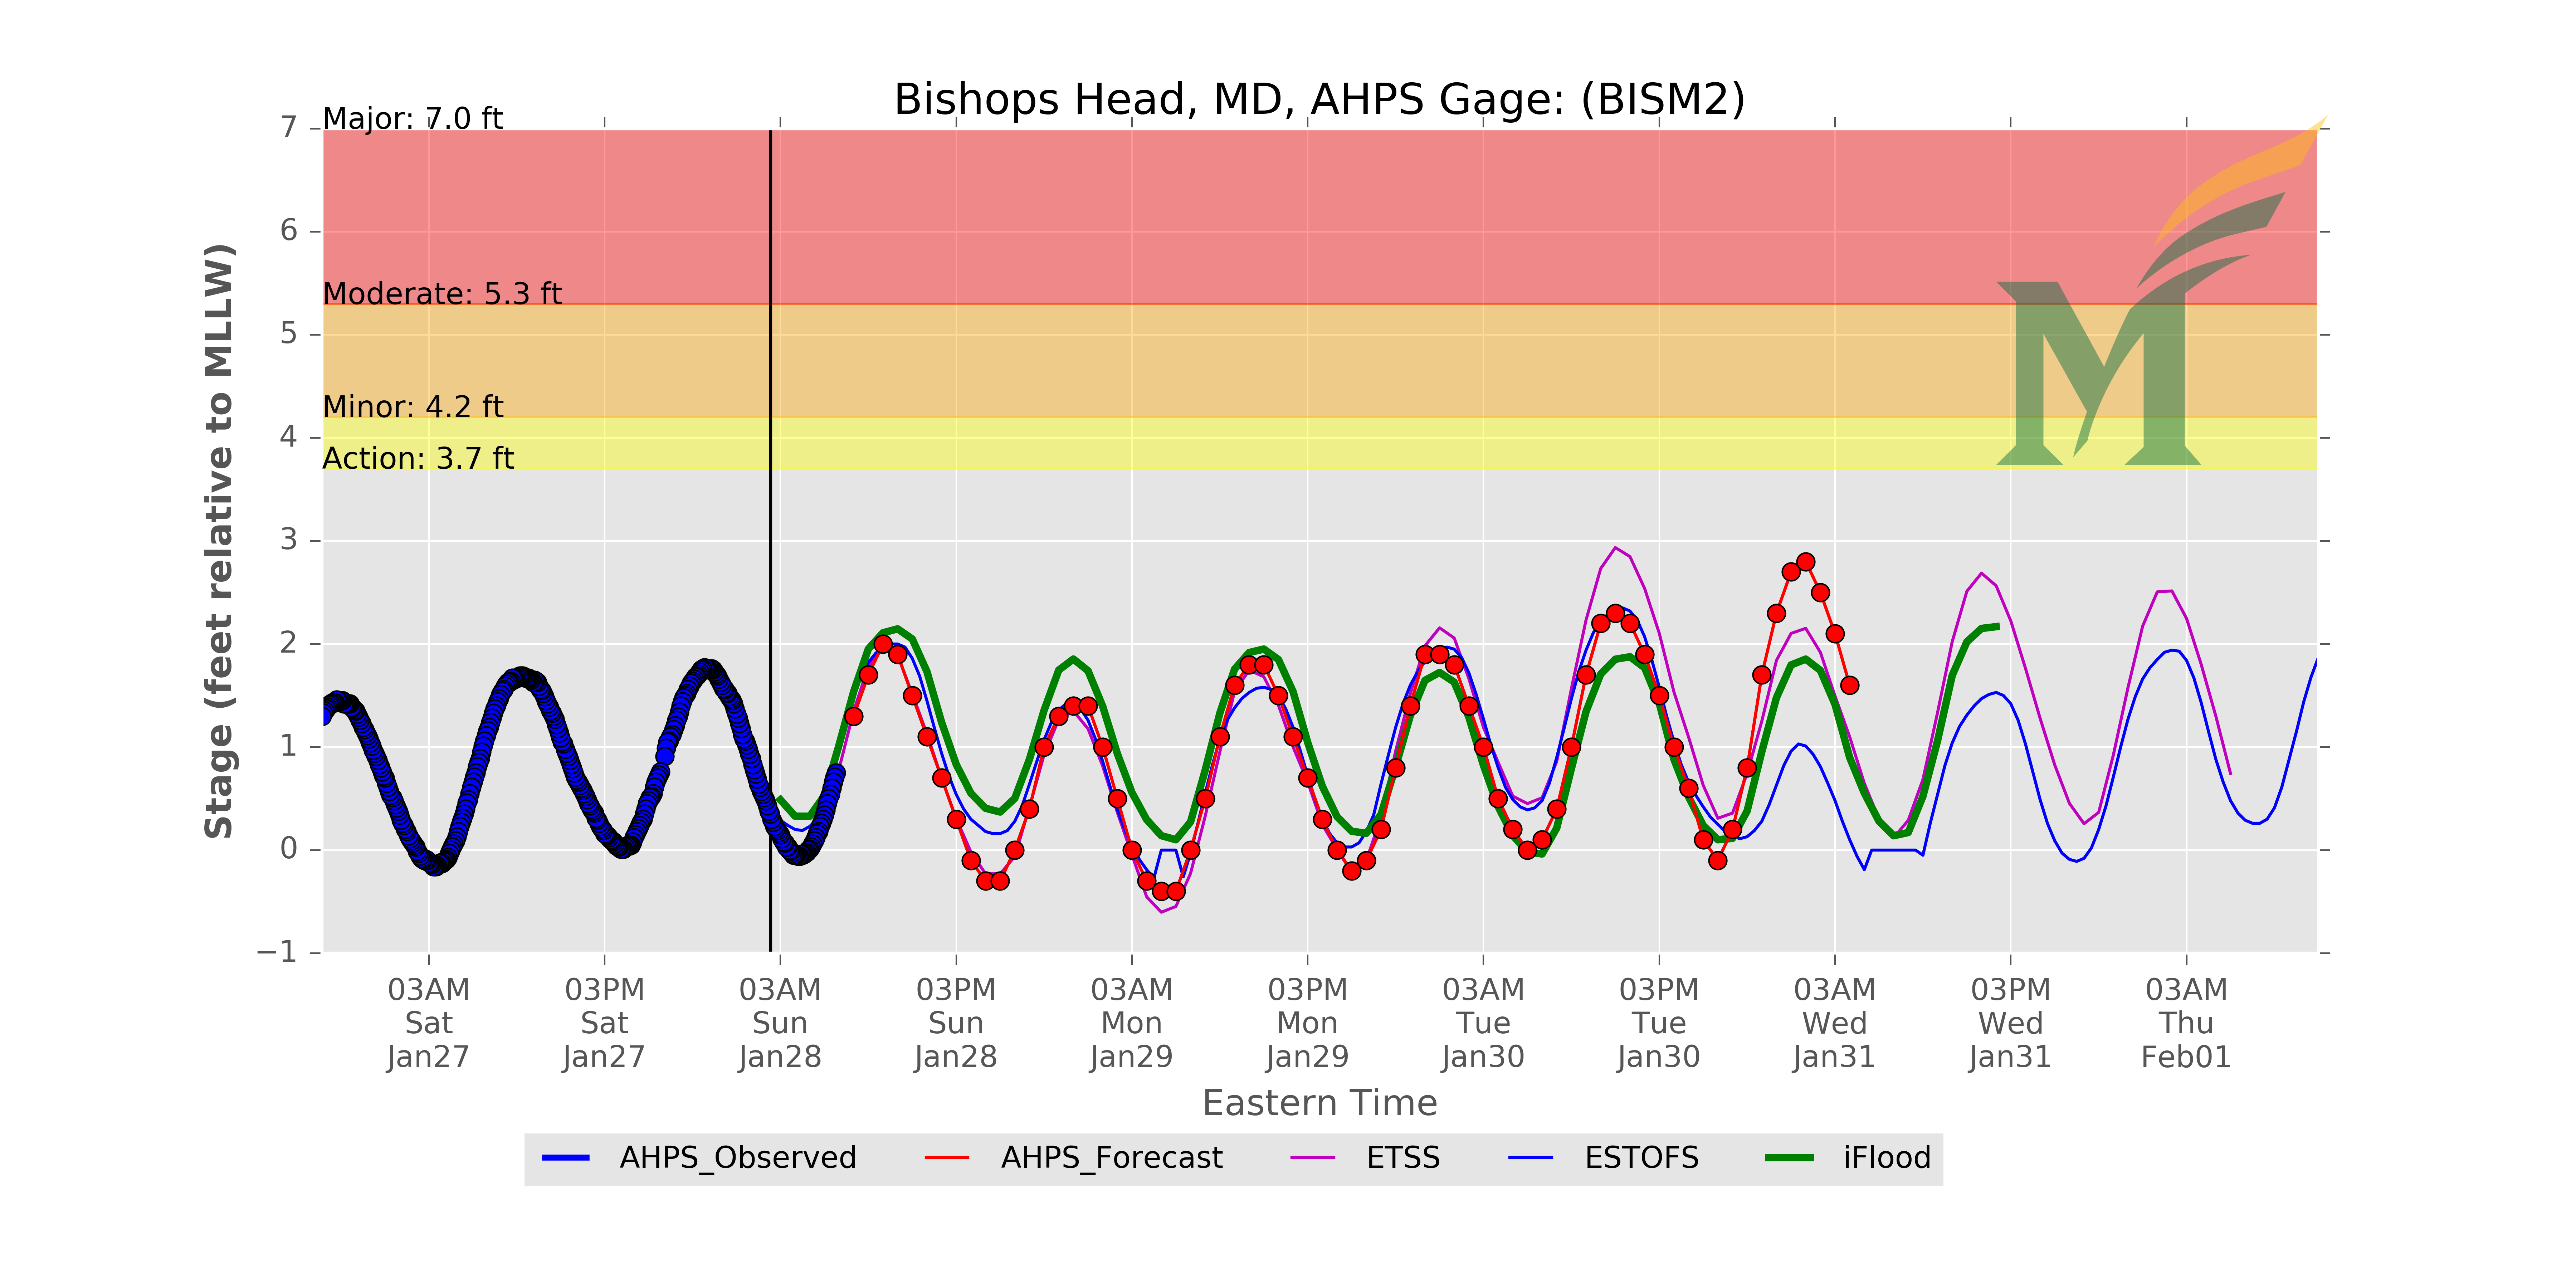 Bishops Head, MD, AHPS Gage: (BISM2)
Stage (feet relative to MLLW)
7
6
5
4
3
2
1
0
−1
Major: 7.0 ft
Moderate: 5.3 ft
Minor: 4.2 ft
Action: 3.7 ft
M
03AM 03PM 03AM 03PM 03AM 03PM 03AM 03PM 03AM 03PM 03AM
Sat Sat Sun Sun Mon Mon Tue Tue Wed Wed Thu
Jan27 Jan27 Jan28 Jan28 Jan29 Jan29 Jan30 Jan30 Jan31 Jan31 Feb01
Eastern Time
AHPS_Observed AHPS_Forecast ETSS ESTOFS iFlood